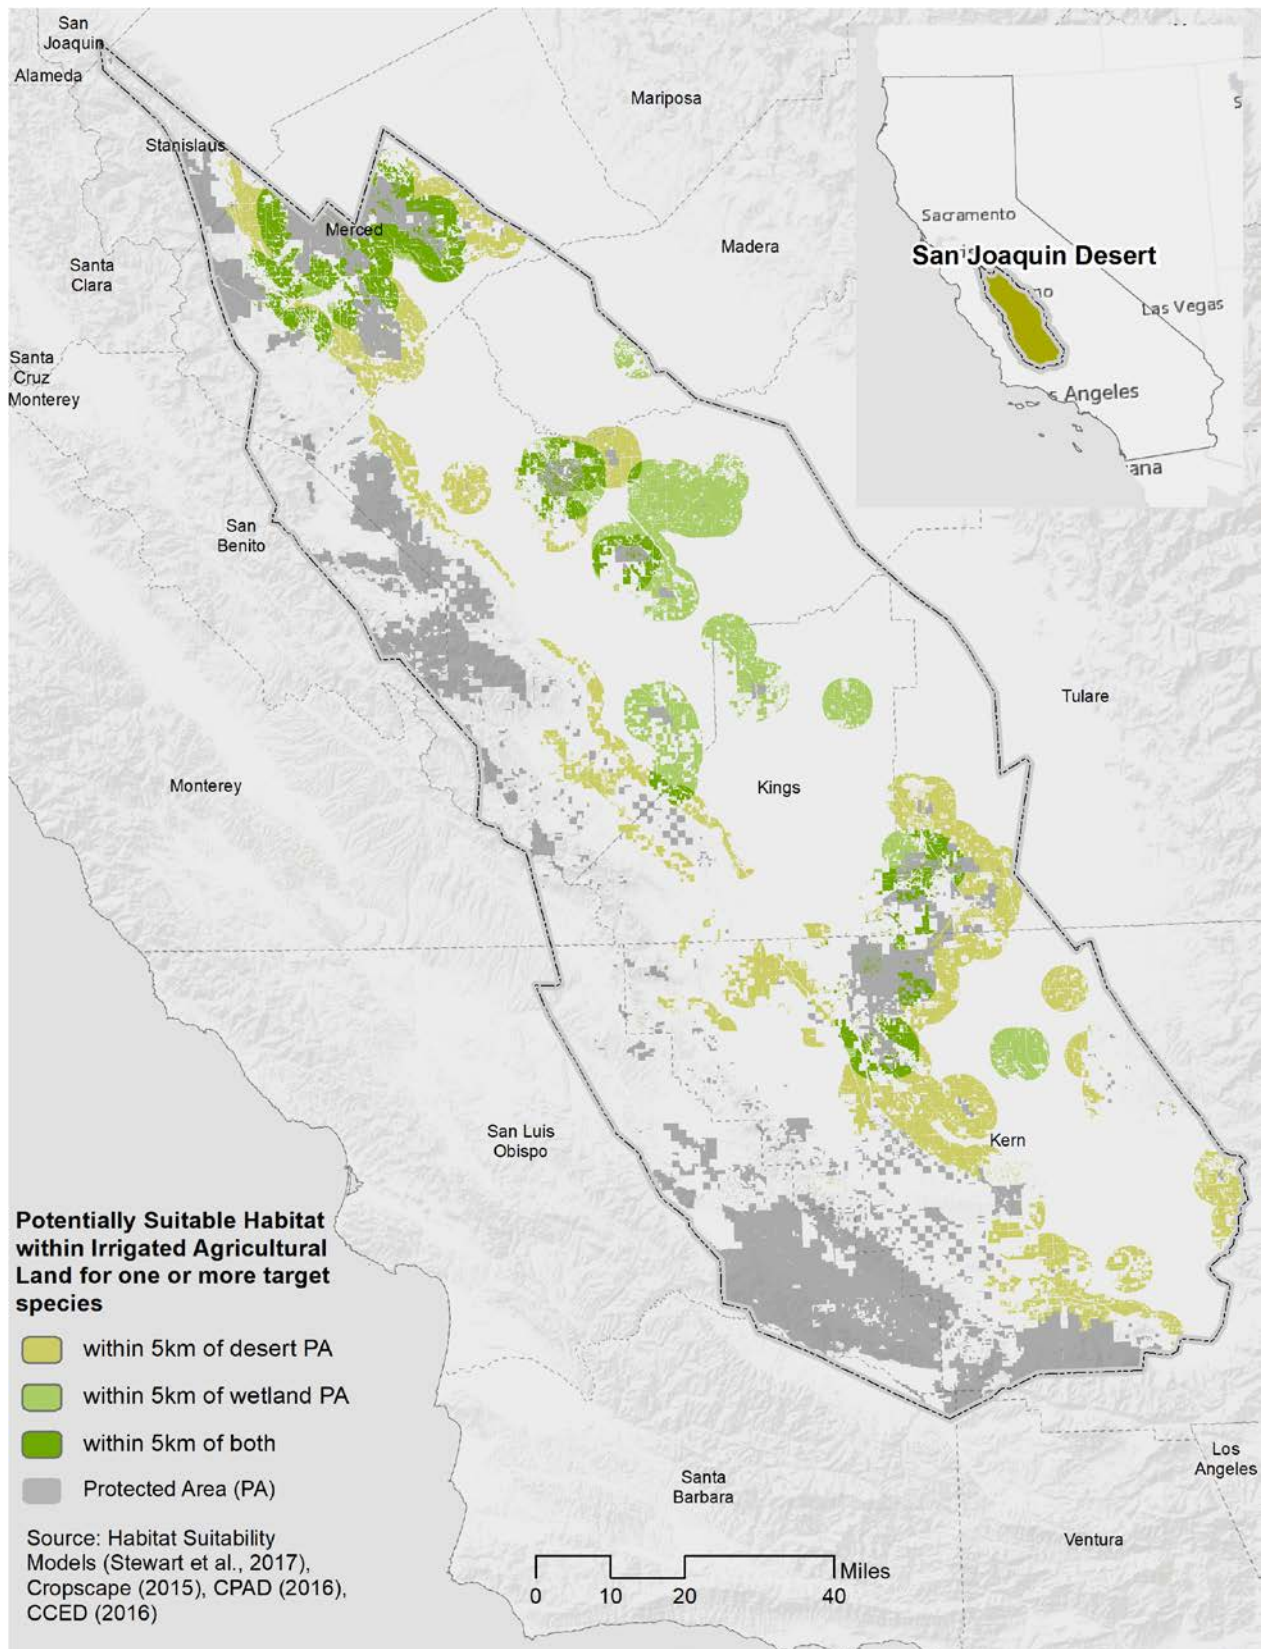 San
Joaquin
Alameda
Mariposa
Stanislaus
Merced
Madera
Santa
Clara
Santa
Cruz
Monterey
San
Benito
Tulare
Monterey
Kings
San Luis
Obispo
Kern
Santa
Barbara
Los
Angeles
Ventura
Sacramento
San Joaquin Desert
Las Vegas
s Angeles
ana
Potentially Suitable Habitat
within Irrigated Agricultural
Land for one or more target
species
within 5km of desert PA
within 5km of wetland PA
within 5km of both
Protected Area (PA)
Source: Habitat Suitability
Models (Stewart et al., 2017),
Cropscape (2015), CPAD (2016),
CCED (2016)
Miles
0 10 20 40